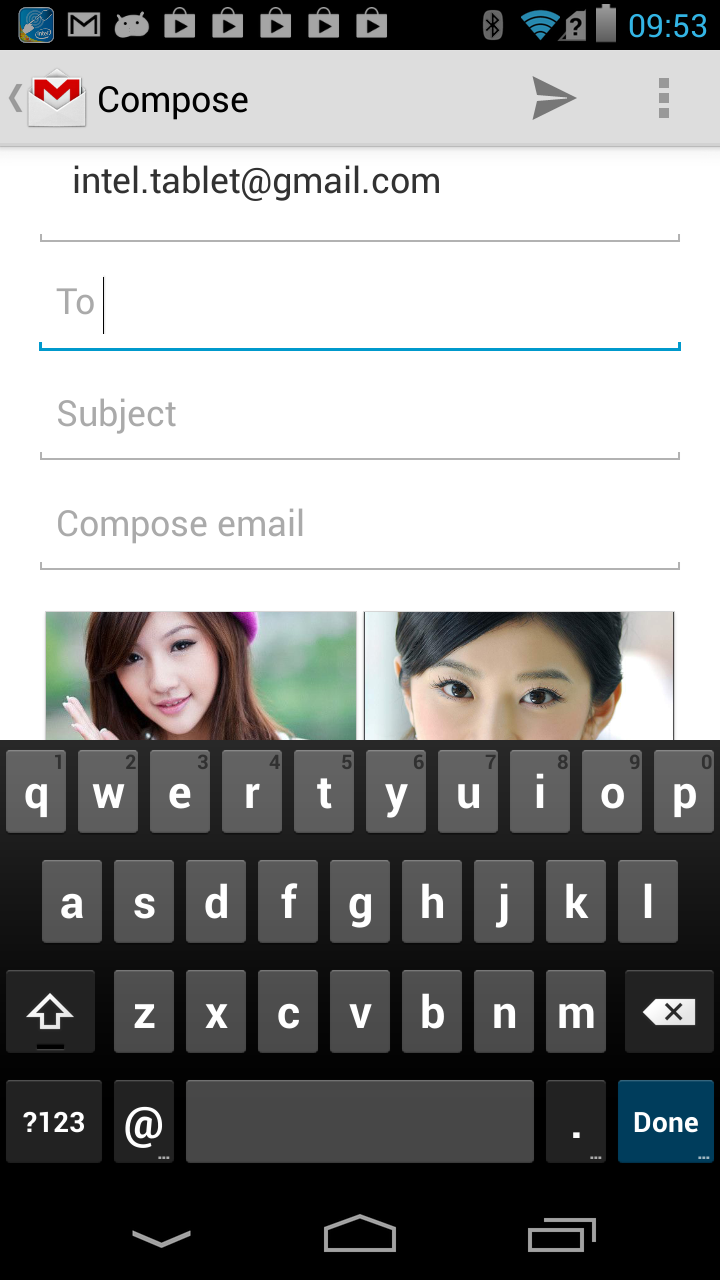 09:53
Compose
intel.tablet@gmail.com
To
Subject
Compose email
1 2 3 4 5 6 7 8 9 0
q w e r t y u i o p
a s d f g h j k l
z x c v b n m
?123 @ . Done